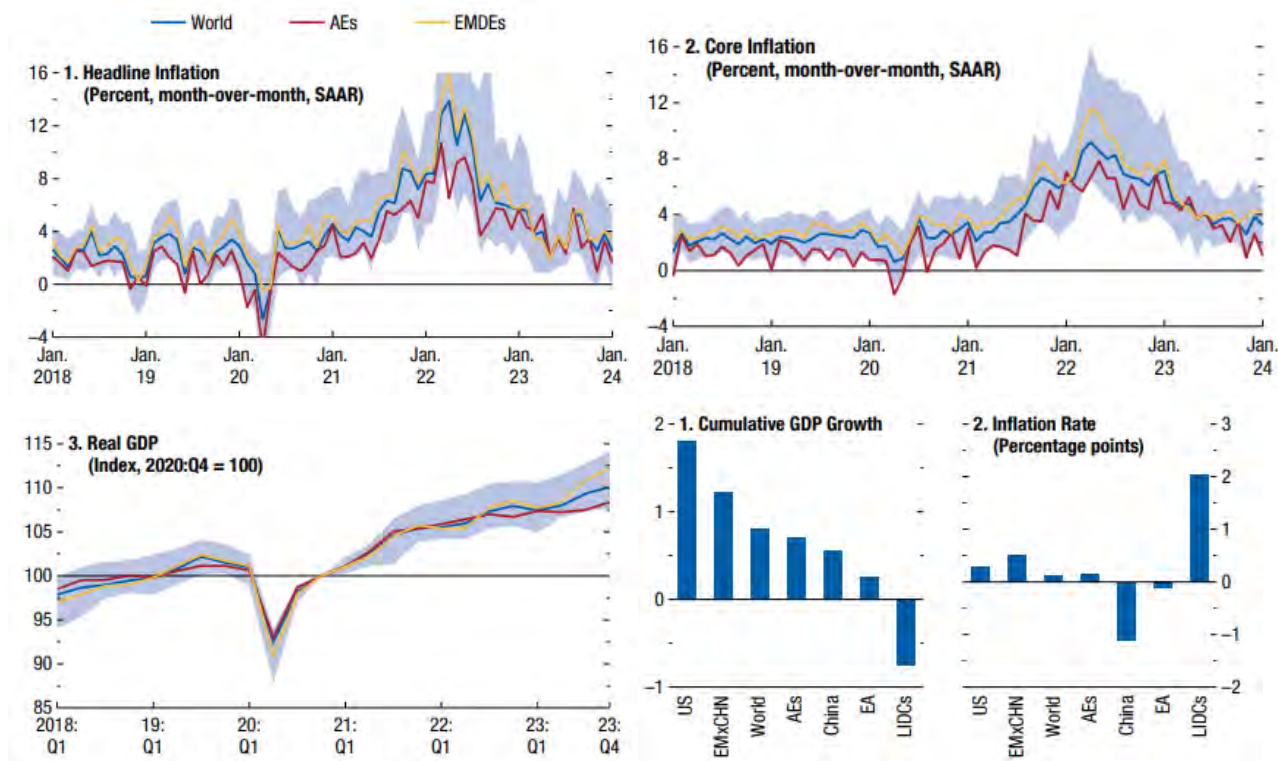 World AEs EMDEs
1. Headline Inflation
(Percent, month-over-month, SAAR)
16
12
8
4
0
–4
Jan. Jan. Jan. Jan. Jan. Jan. Jan.
2018 19 20 21 22 23 24
2. Core Inflation
(Percent, month-over-month, SAAR)
16
12
8
4
0
–4
Jan. Jan. Jan. Jan. Jan. Jan. Jan.
2018 19 20 21 22 23 24
3. Real GDP
(Index, 2020:Q4 = 100)
115
110
105
100
95
90
85
2018: 19: 20: 21: 22: 23: 23:
Q1 Q1 Q1 Q1 Q1 Q1 Q4
1. Cumulative GDP Growth
2
1
0
–1
US
EMxCHN
World
AEs
China
EA
LIDCs
2. Inflation Rate
(Percentage points)
3
2
1
0
–1
–2
US
EMxCHN
World
AEs
China
EA
LIDCs